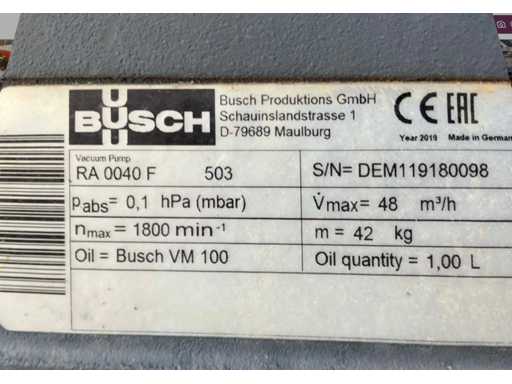 BUSCH
Busch Produktions GmbH
Schauinslandstrasse 1
D-79689 Maulburg
CE EAC
Year 2019 Made in Germany
Vacuum Pump
RA 0040 F 503
S/N= DEM119180098
pabs= 0,1 hPa (mbar)
V̇max= 48 m³/h
nmax= 1800 min⁻¹
m = 42 kg
Oil = Busch VM 100
Oil quantity = 1,00 L